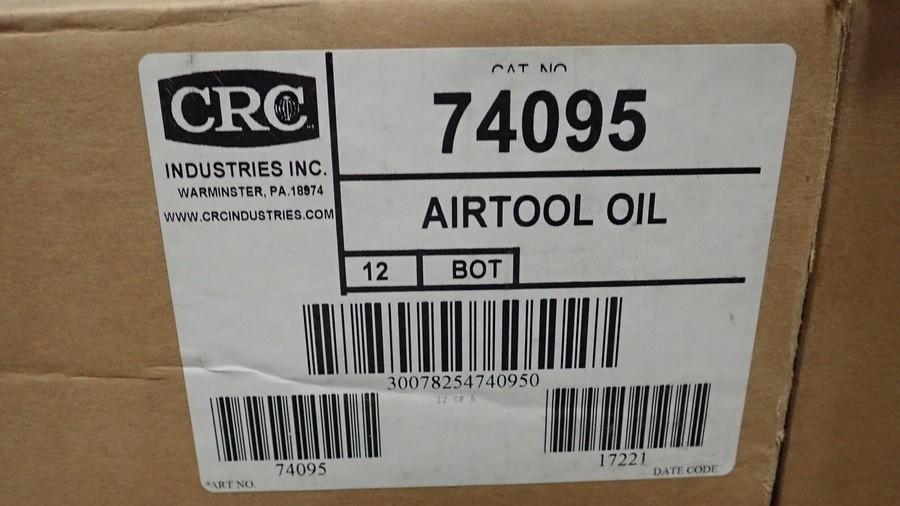 CRC
INDUSTRIES INC.
WARMINSTER, PA.18974
WWW.CRCINDUSTRIES.COM
CAT NO
74095
AIRTOOL OIL
12 BOT
30078254740950
12 OF 5
74095
ART NO.
17221
DATE CODE